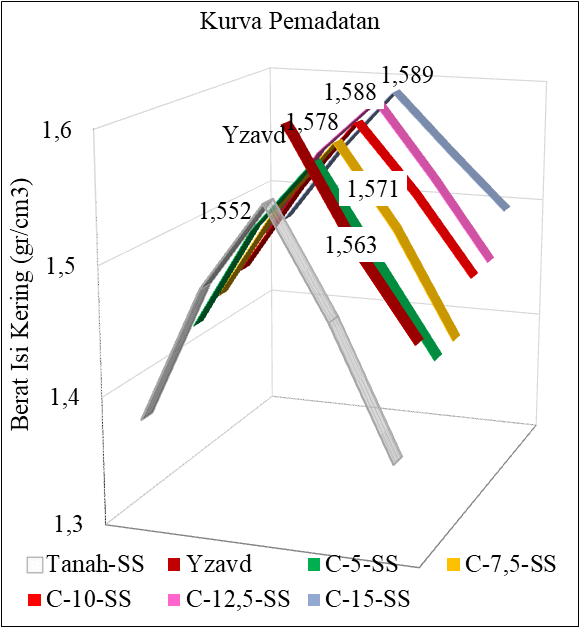 Kurva Pemadatan
1,589
1,588
1,578
Yzavd
1,6
1,571
1,552
1,563
1,5
1,4
1,3
Berat Isi Kering (gr/cm3)
Tanah-SS Yzavd C-5-SS C-7,5-SS
C-10-SS C-12,5-SS C-15-SS